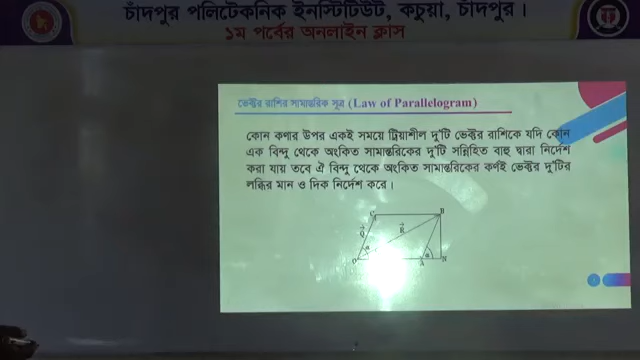 চাঁদপুর পলিটেকনিক ইনস্টিটিউট, কচুয়া, চাঁদপুর।
১ম পর্বের অনলাইন ক্লাস
ভেক্টর রাশির সামান্তরিক সূত্র (Law of Parallelogram)
কোন কণার উপর একই সময়ে ক্রিয়াশীল দু'টি ভেক্টর রাশিকে যদি কোন
এক বিন্দু থেকে অংকিত সামান্তরিকের দু'টি সন্নিহিত বাহু দ্বারা নির্দেশ
করা যায় তবে ঐ বিন্দু থেকে অংকিত সামান্তরিকের কর্ণই ভেক্টর দু'টির
লব্ধির মান ও দিক নির্দেশ করে।
C B
Q R
α α
O A N